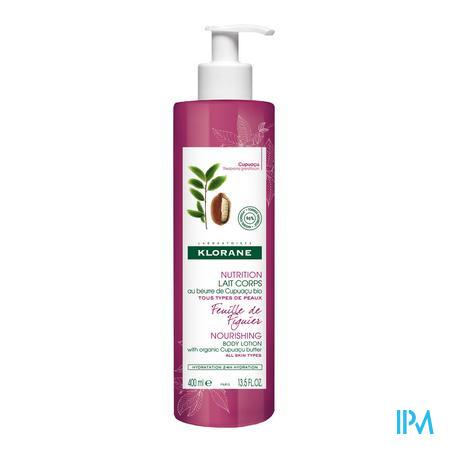 Cupuaçu
LABORATOIRES
KLORANE
NUTRITION
LAIT CORPS
au beurre de Cupuaçu bio
TOUS TYPES DE PEAUX
Feuille de
Figuier
NOURISHING
BODY LOTION
with organic Cupuaçu butter
ALL SKIN TYPES
HYDRATATION 24H HYDRATION
400 ml e PARIS 13.5 FL.OZ.
IPM